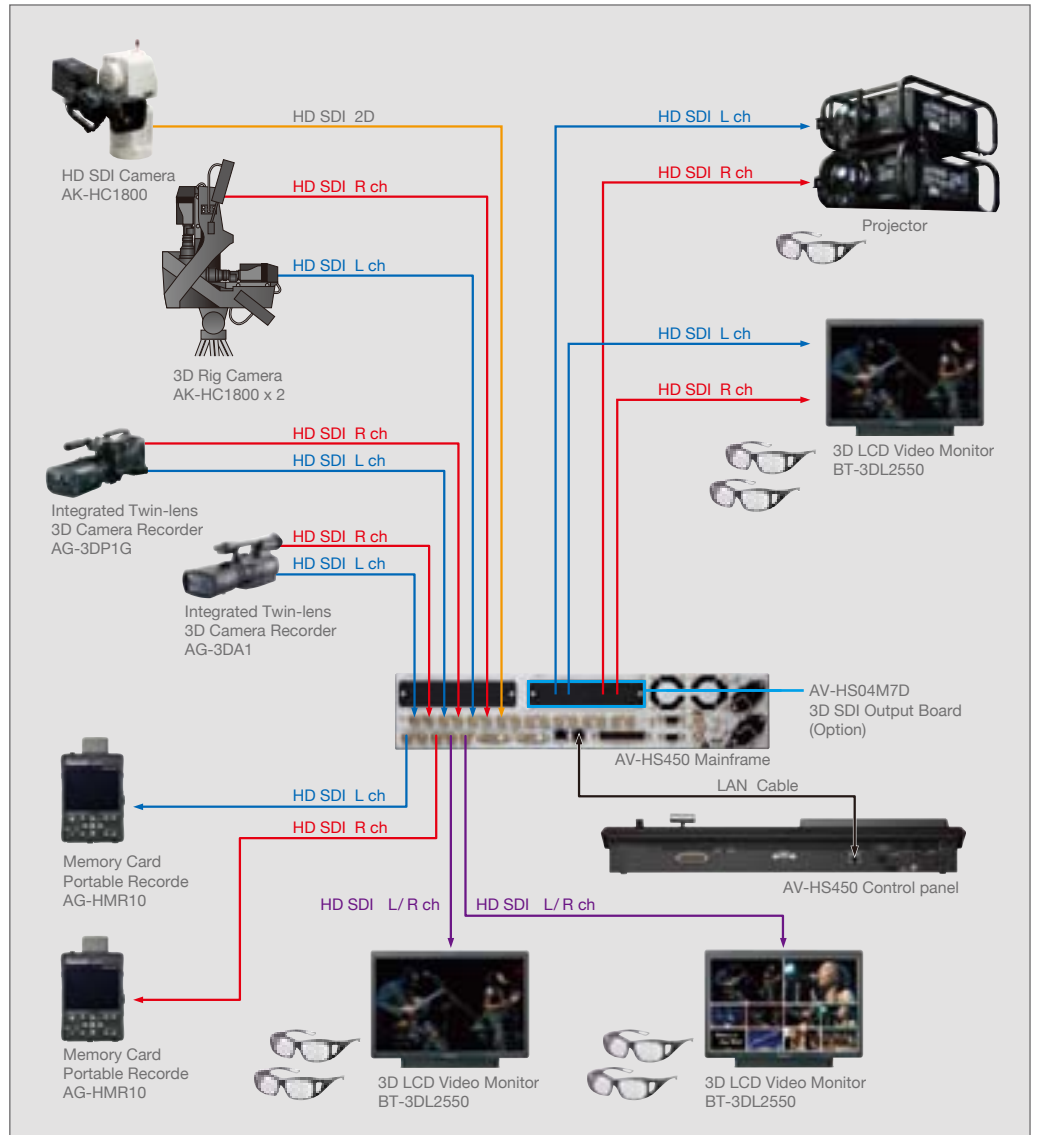 HD SDI 2D
HD SDI Camera
AK-HC1800
HD SDI R ch
HD SDI L ch
3D Rig Camera
AK-HC1800 x 2
HD SDI R ch
HD SDI L ch
Integrated Twin-lens
3D Camera Recorder
AG-3DP1G
HD SDI R ch
HD SDI L ch
Integrated Twin-lens
3D Camera Recorder
AG-3DA1
HD SDI L ch
HD SDI R ch
Projector
HD SDI L ch
HD SDI R ch
3D LCD Video Monitor
BT-3DL2550
AV-HS04M7D
3D SDI Output Board
(Option)
AV-HS450 Mainframe
LAN Cable
AV-HS450 Control panel
HD SDI L ch
Memory Card
Portable Recorde
AG-HMR10
HD SDI R ch
Memory Card
Portable Recorde
AG-HMR10
HD SDI L/ R ch
HD SDI L/ R ch
3D LCD Video Monitor
BT-3DL2550
3D LCD Video Monitor
BT-3DL2550